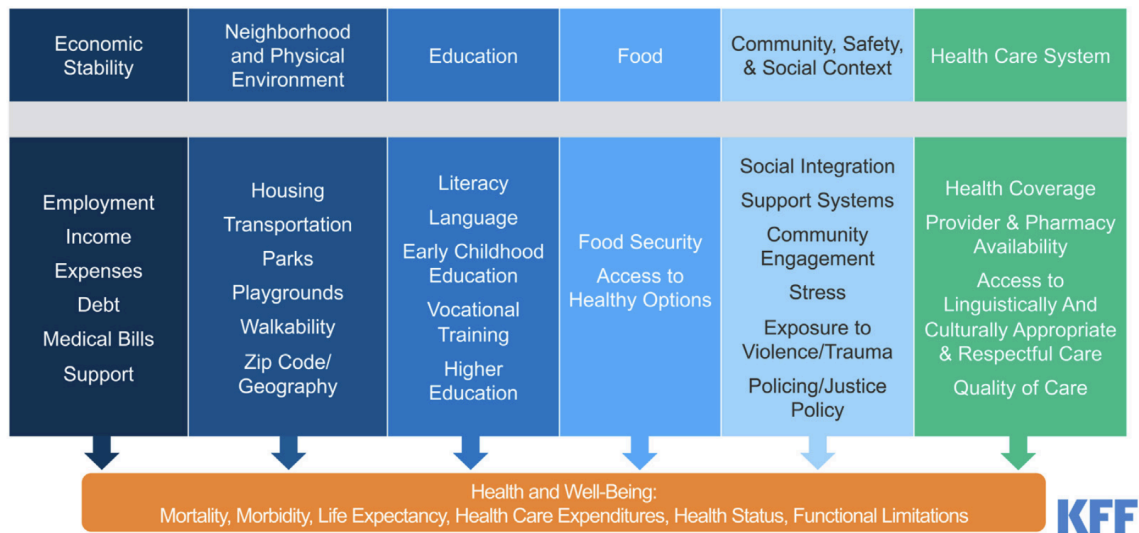 Economic
Stability
Neighborhood
and Physical
Environment
Education
Food
Community, Safety,
& Social Context
Health Care System
Employment
Income
Expenses
Debt
Medical Bills
Support
Housing
Transportation
Parks
Playgrounds
Walkability
Zip Code/
Geography
Literacy
Language
Early Childhood
Education
Vocational
Training
Higher
Education
Food Security
Access to
Healthy Options
Social Integration
Support Systems
Community
Engagement
Stress
Exposure to
Violence/Trauma
Policing/Justice
Policy
Health Coverage
Provider & Pharmacy
Availability
Access to
Linguistically And
Culturally Appropriate
& Respectful Care
Quality of Care
Health and Well-Being:
Mortality, Morbidity, Life Expectancy, Health Care Expenditures, Health Status, Functional Limitations
KFF